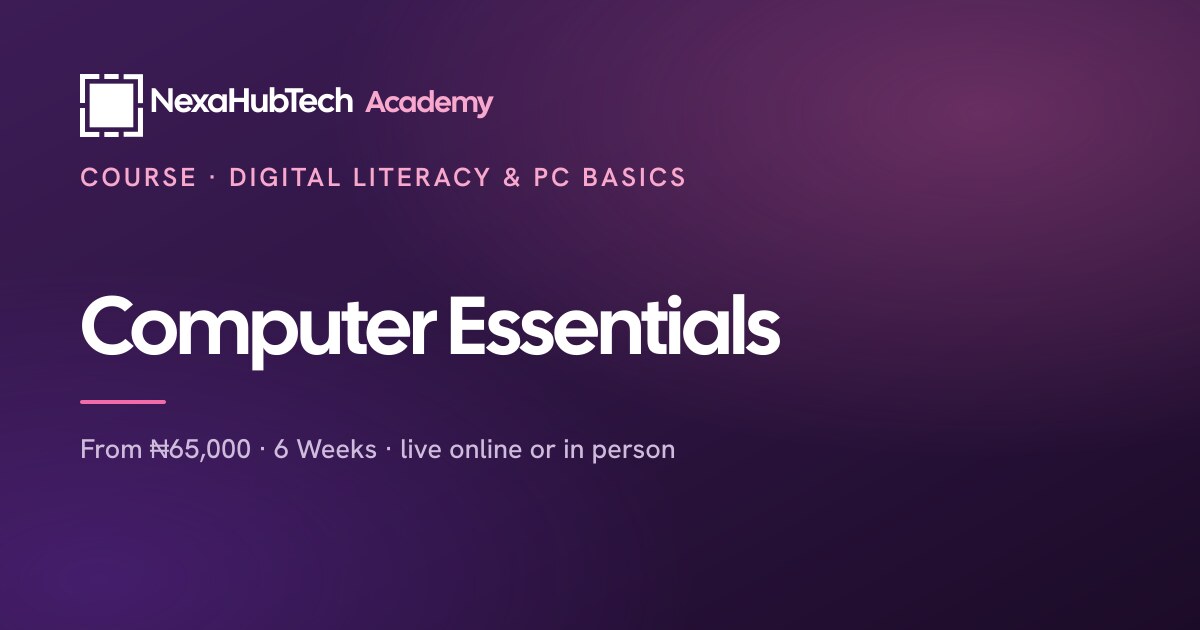 NexaHubTech Academy
COURSE · DIGITAL LITERACY & PC BASICS
Computer Essentials
From ₦65,000 · 6 Weeks · live online or in person